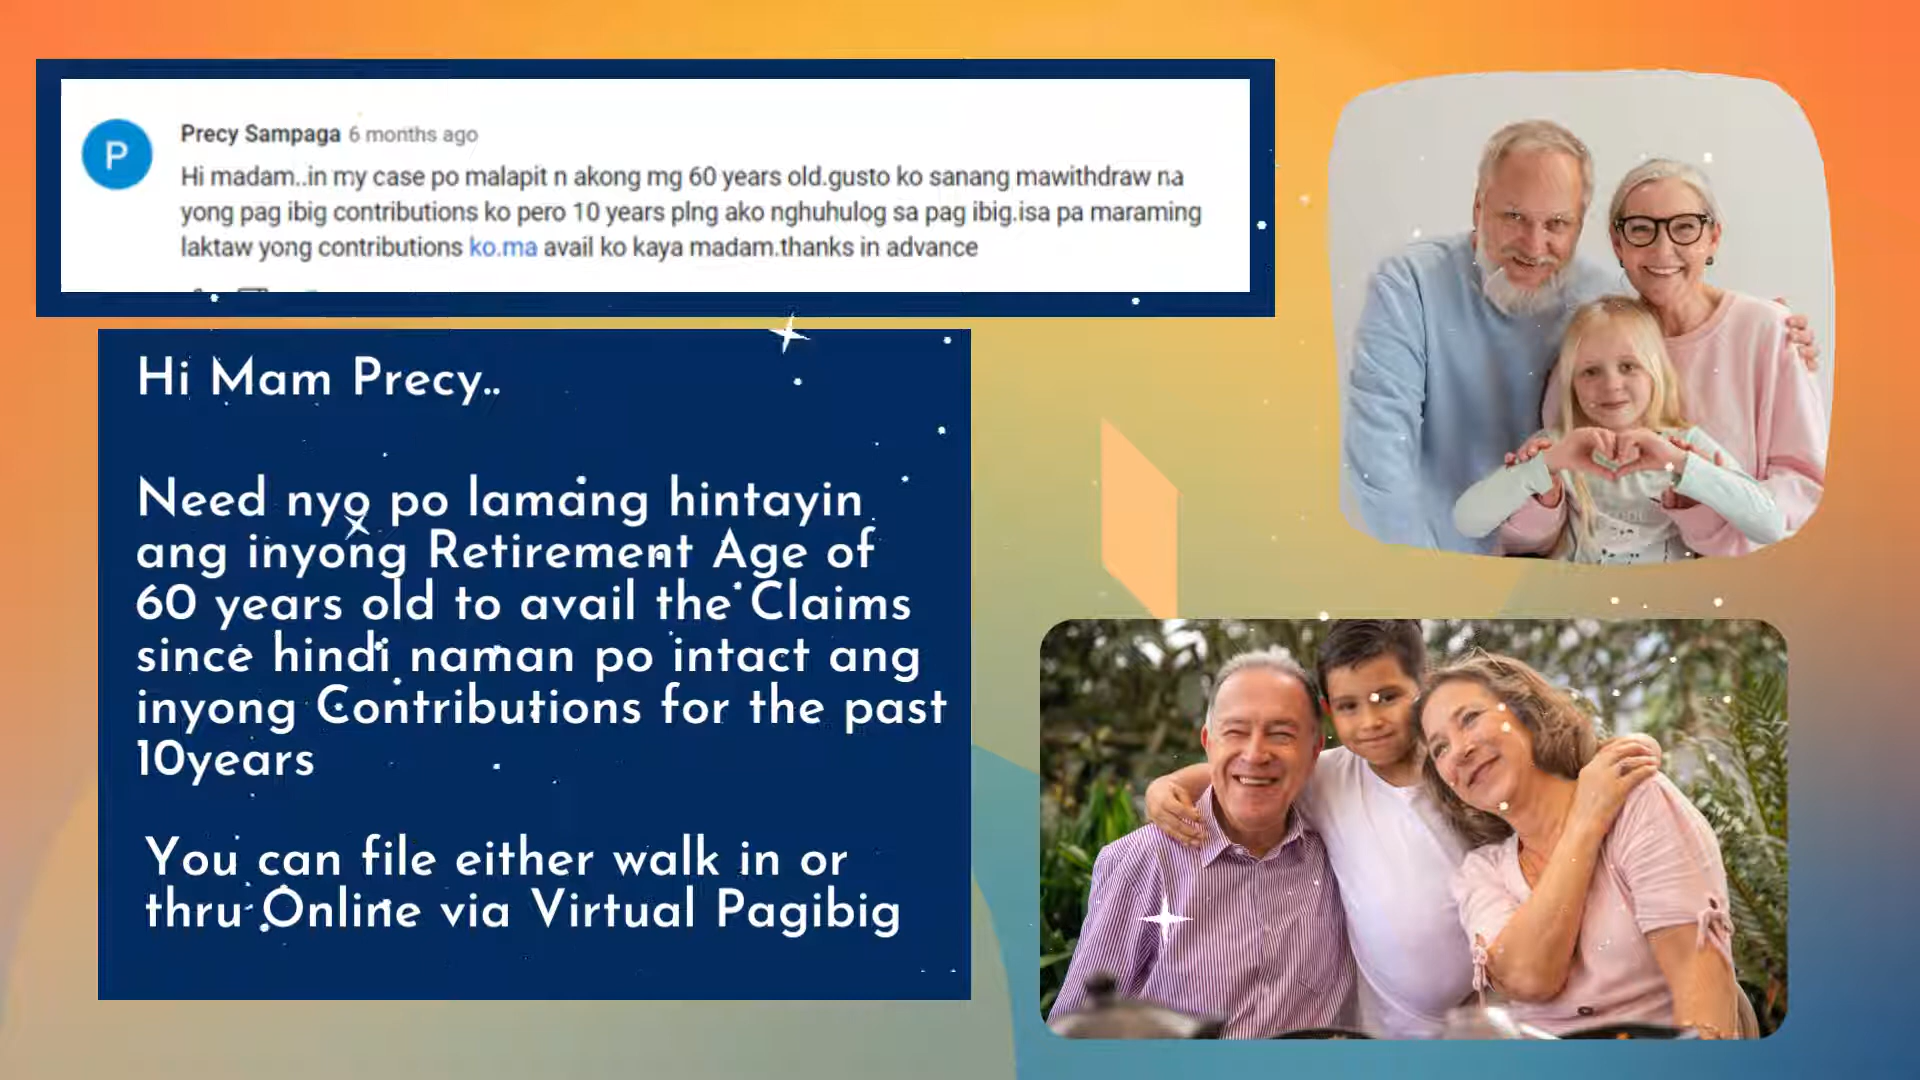 P
Precy Sampaga 6 months ago
Hi madam..in my case po malapit n akong mg 60 years old.gusto ko sanang mawithdraw na
yong pag ibig contributions ko pero 10 years plng ako nghuhulog sa pag ibig.isa pa maraming
laktaw yong contributions ko.ma avail ko kaya madam.thanks in advance
Hi Mam Precy..
Need nyo po lamang hintayin
ang inyong Retirement Age of
60 years old to avail the Claims
since hindi naman po intact ang
inyong Contributions for the past
10years
You can file either walk in or
thru Online via Virtual Pagibig